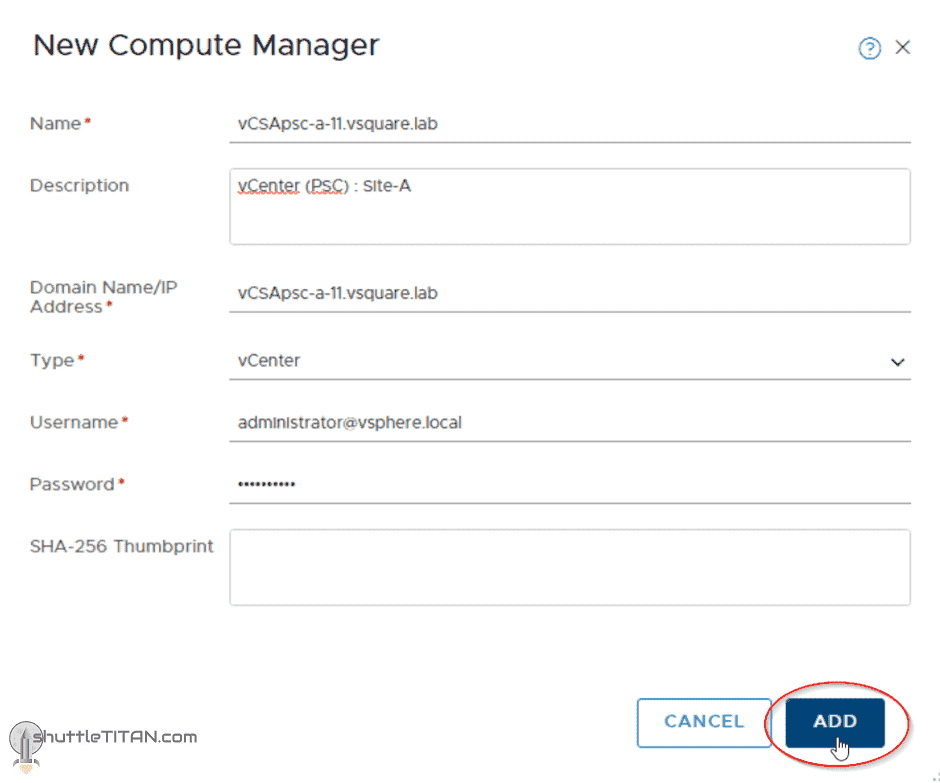 New Compute Manager
Name*
vCSApsc-a-11.vsquare.lab
Description
vCenter (PSC) : Site-A
Domain Name/IP
Address*
vCSApsc-a-11.vsquare.lab
Type*
vCenter
Username*
administrator@vsphere.local
Password*
••••••••••
SHA-256 Thumbprint
CANCEL
ADD
shuttleTITAN.com